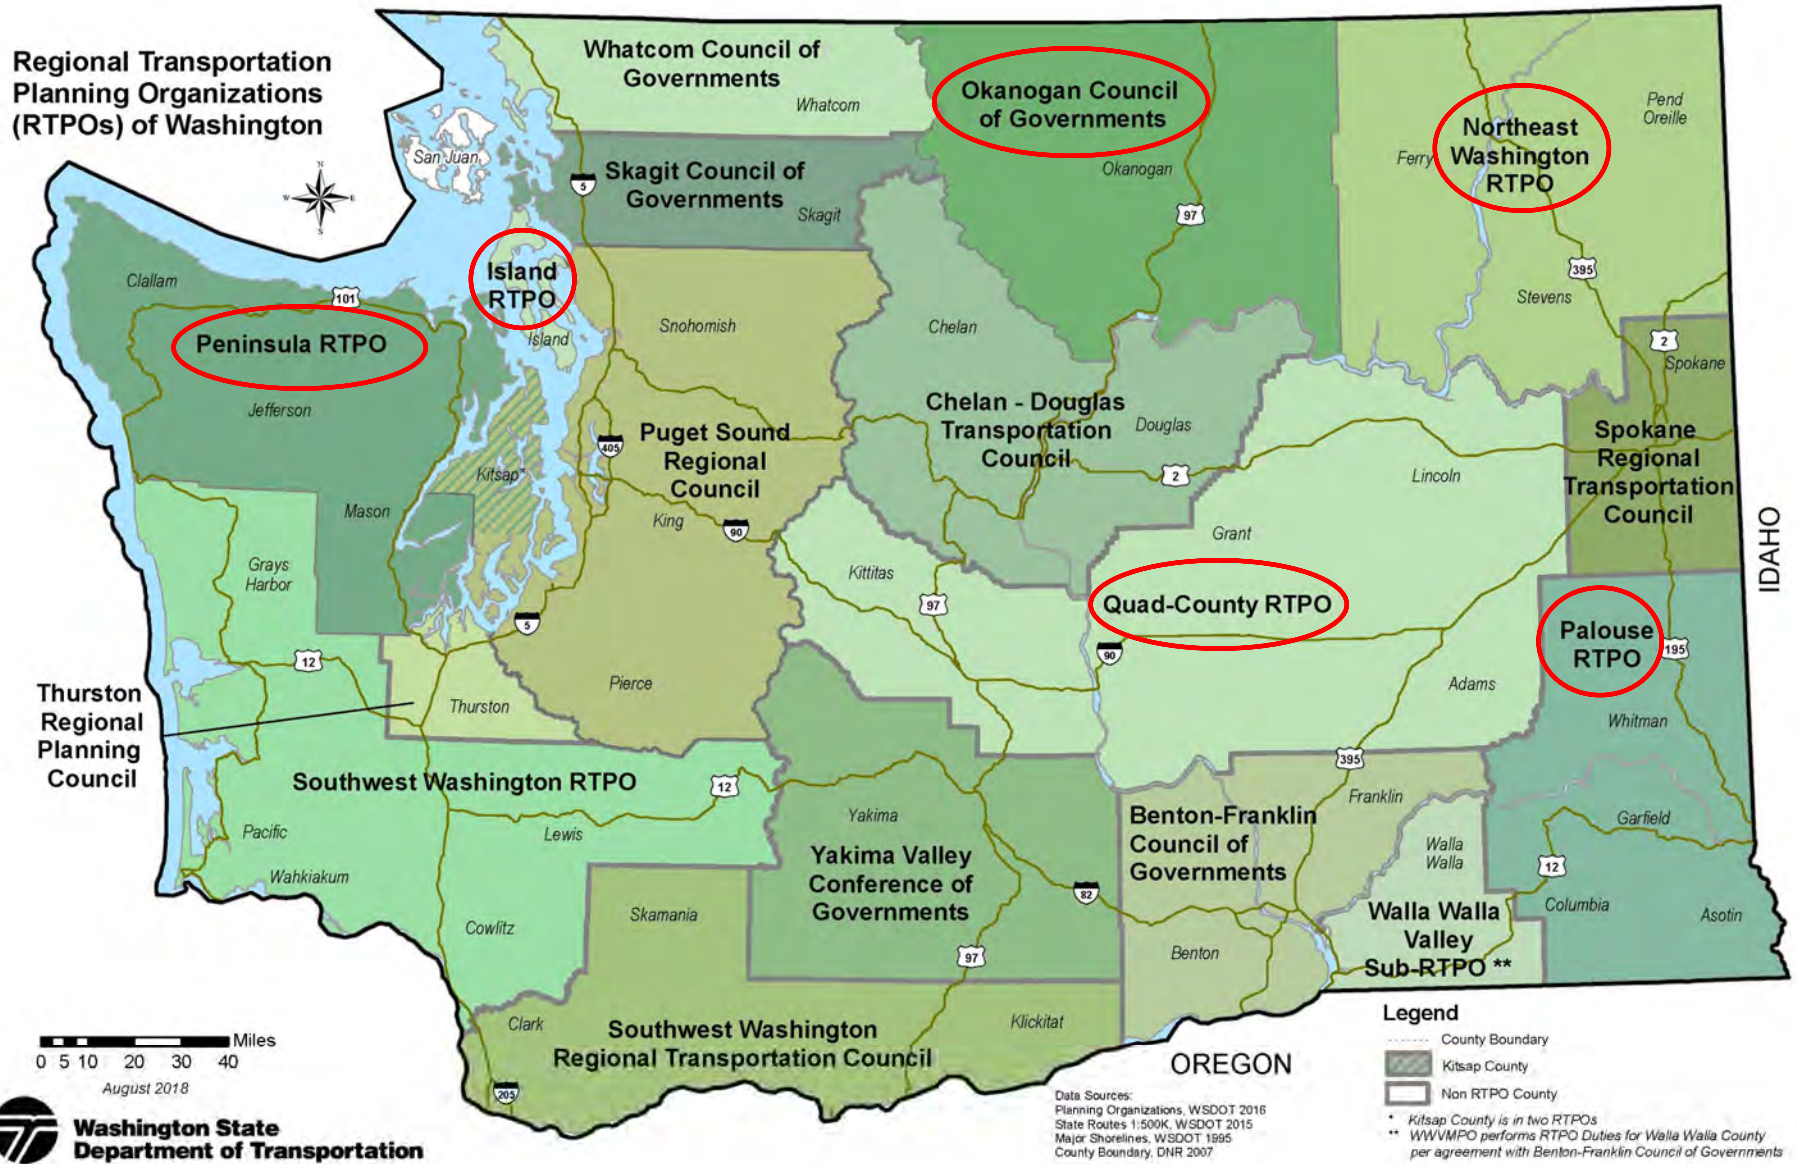 Regional Transportation
Planning Organizations
(RTPOs) of Washington
N
W
E
S
Whatcom Council of
Governments
Whatcom
San Juan
5
Skagit Council of
Governments
Skagit
Okanogan Council
of Governments
Okanogan
97
Northeast
Washington
RTPO
Ferry
Pend
Oreille
395
Stevens
2
Spokane
Clallam
101
Peninsula RTPO
Jefferson
Island
RTPO
Island
Snohomish
Chelan
Chelan - Douglas
Transportation
Council
Douglas
2
Kitsap*
405
Puget Sound
Regional
Council
King
90
Mason
Grays
Harbor
Lincoln
Grant
Spokane
Regional
Transportation
Council
IDAHO
Kittitas
97
Quad-County RTPO
90
Adams
Palouse
RTPO
195
Whitman
5
12
Thurston
Regional
Planning
Council
Thurston
Pierce
Southwest Washington RTPO
12
Pacific
Lewis
Wahkiakum
Cowlitz
Yakima
Yakima Valley
Conference of
Governments
82
97
395
Franklin
Benton-Franklin
Council of
Governments
Benton
Walla
Walla
Walla Walla
Valley
Sub-RTPO **
Garfield
12
Columbia
Asotin
Skamania
Clark
Southwest Washington
Regional Transportation Council
Klickitat
205
OREGON
Miles
0 5 10 20 30 40
August 2018
Washington State
Department of Transportation
Data Sources:
Planning Organizations, WSDOT 2016
State Routes 1:500K, WSDOT 2015
Major Shorelines, WSDOT 1995
County Boundary, DNR 2007
Legend
County Boundary
Kitsap County
Non RTPO County
* Kitsap County is in two RTPOs
** WWVMPO performs RTPO Duties for Walla Walla County
per agreement with Benton-Franklin Council of Governments